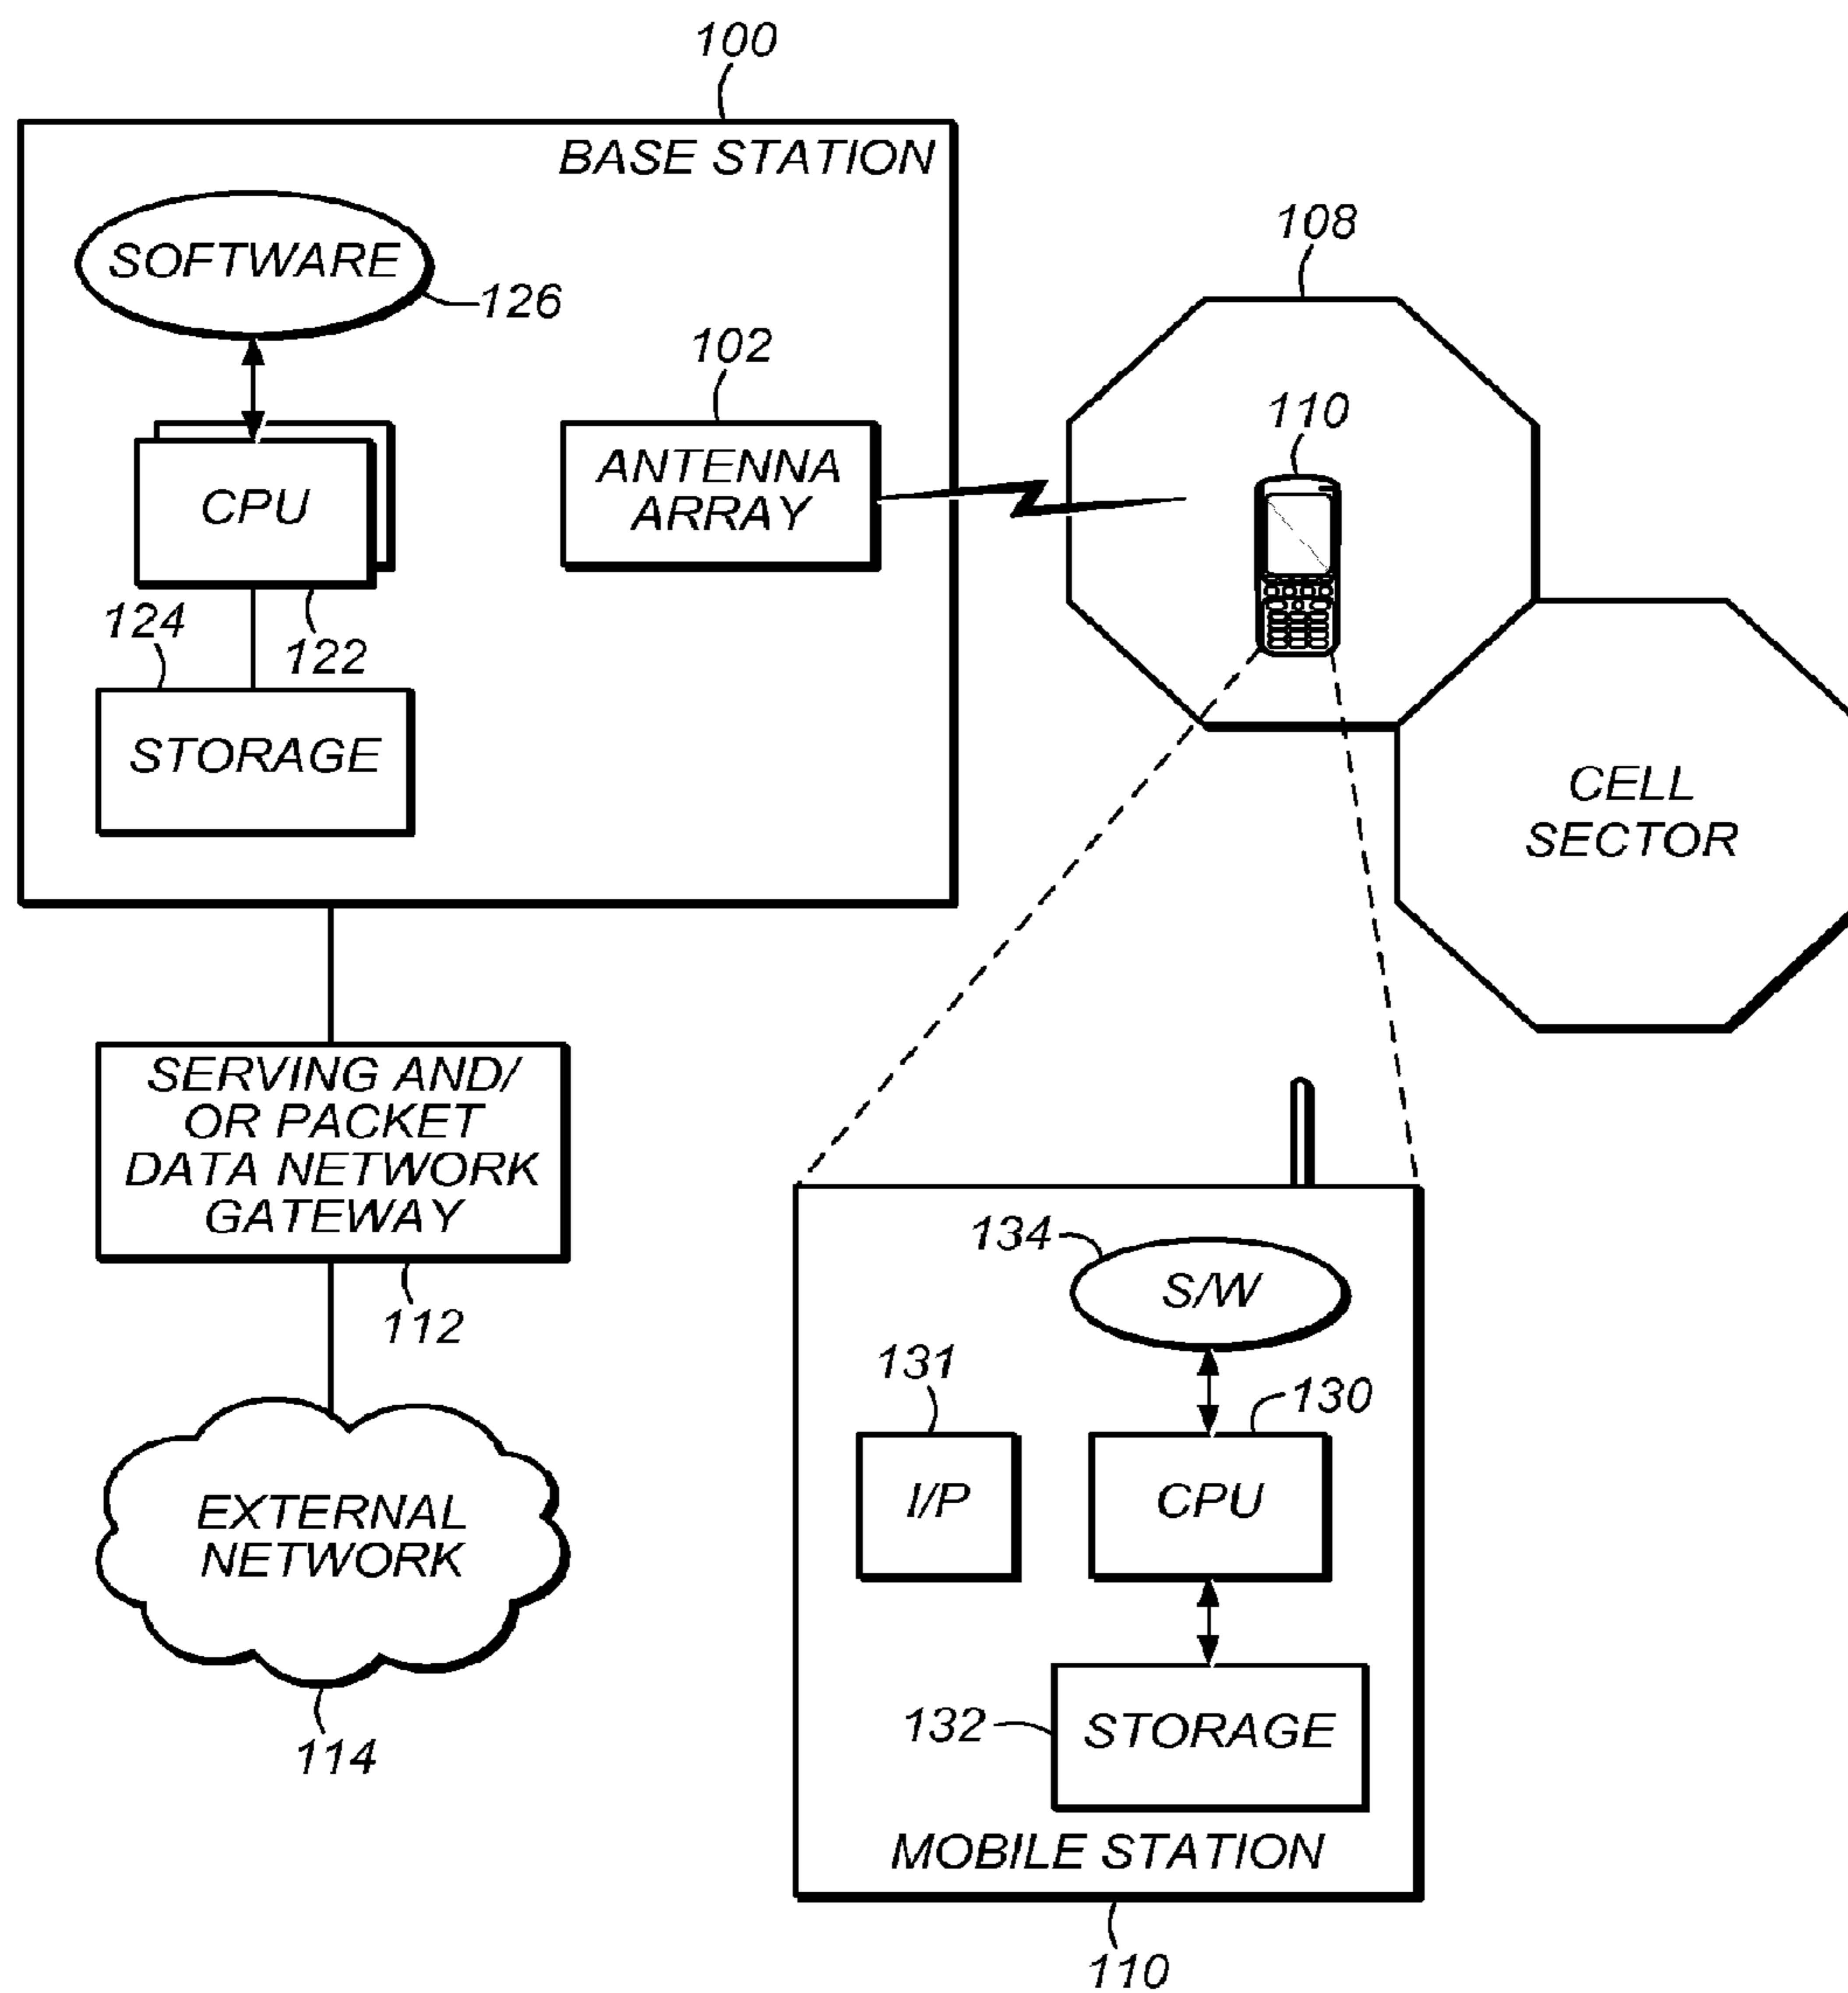 100
BASE STATION
SOFTWARE
126
102
ANTENNA
ARRAY
CPU
124
122
STORAGE
108
110
CELL
SECTOR
SERVING AND/
OR PACKET
DATA NETWORK
GATEWAY
112
EXTERNAL
NETWORK
114
134
S/W
131
130
I/P
CPU
132
STORAGE
MOBILE STATION
110